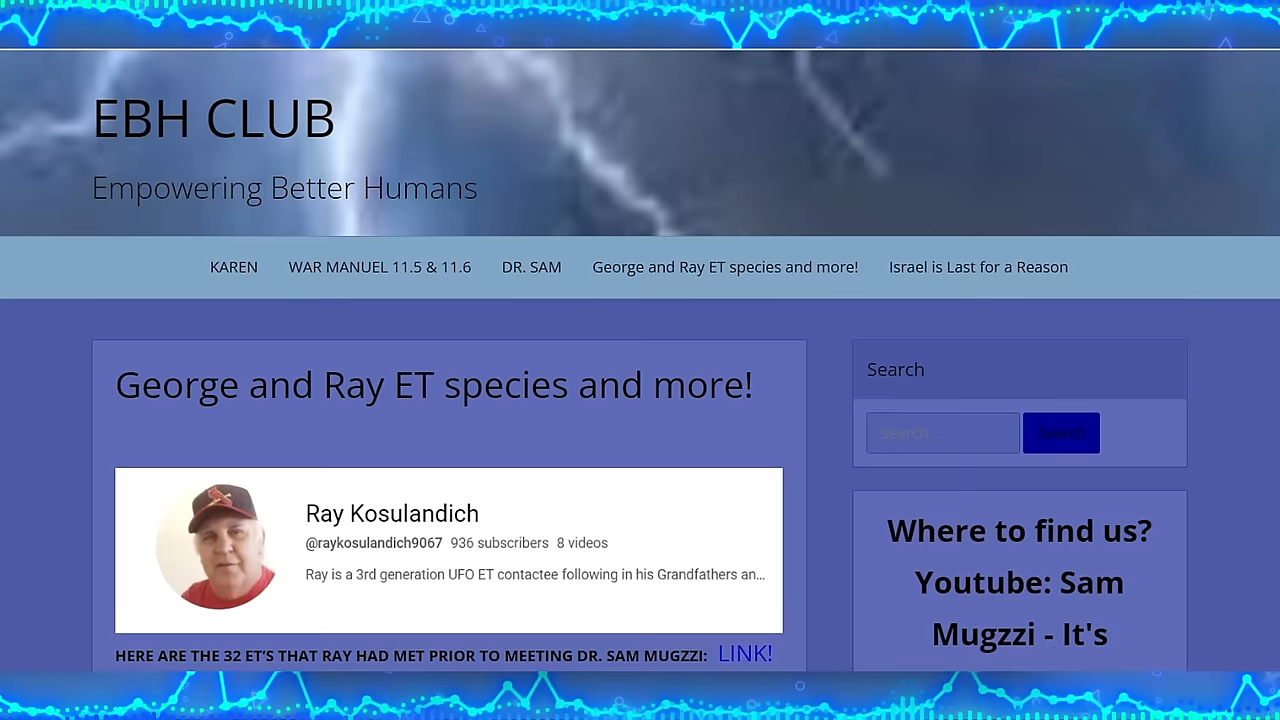 EBH CLUB
Empowering Better Humans
KAREN WAR MANUEL 11.5 & 11.6 DR. SAM George and Ray ET species and more! Israel is Last for a Reason
George and Ray ET species and more!
Ray Kosulandich
@raykosulandich9067 936 subscribers 8 videos
Ray is a 3rd generation UFO ET contactee following in his Grandfathers an...
HERE ARE THE 32 ET'S THAT RAY HAD MET PRIOR TO MEETING DR. SAM MUGZZI: LINK!
Search
Search ... Search
Where to find us?
Youtube: Sam
Mugzzi - It's